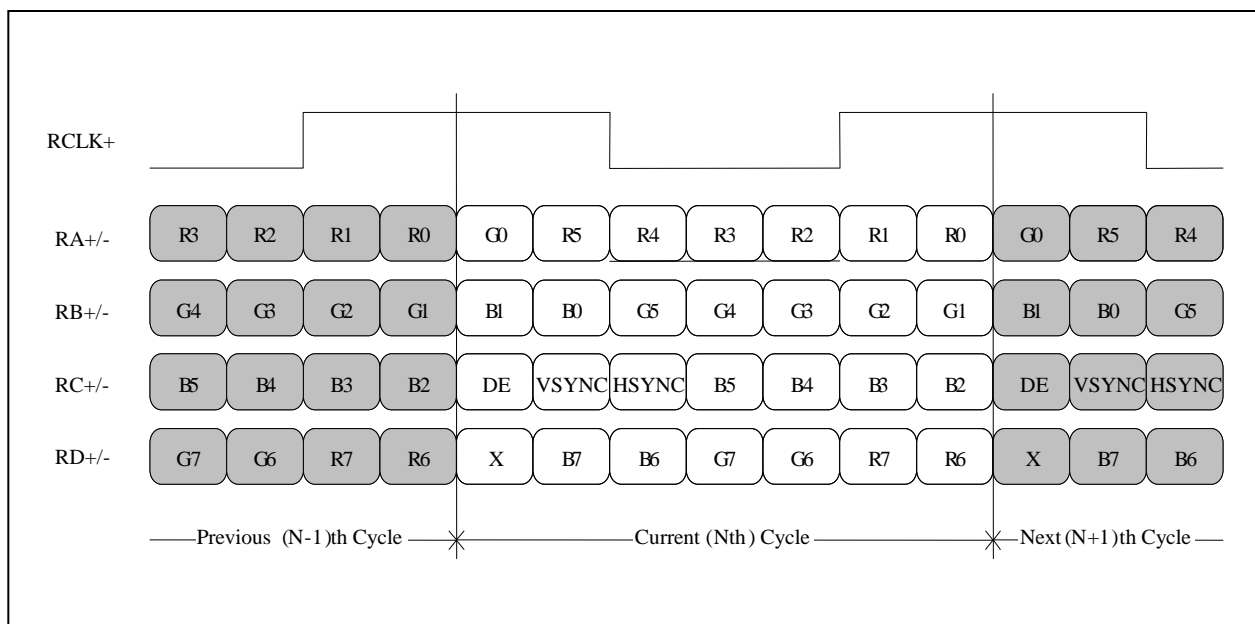 RCLK+
RA+/- R3 R2 R1 R0 G0 R5 R4 R3 R2 R1 R0 G0 R5 R4
RB+/- G4 G3 G2 G1 B1 B0 G5 G4 G3 G2 G1 B1 B0 G5
RC+/- B5 B4 B3 B2 DE VSYNC HSYNC B5 B4 B3 B2 DE VSYNC HSYNC
RD+/- G7 G6 R7 R6 X B7 B6 G7 G6 R7 R6 X B7 B6
Previous (N-1)th Cycle Current (Nth) Cycle Next (N+1)th Cycle